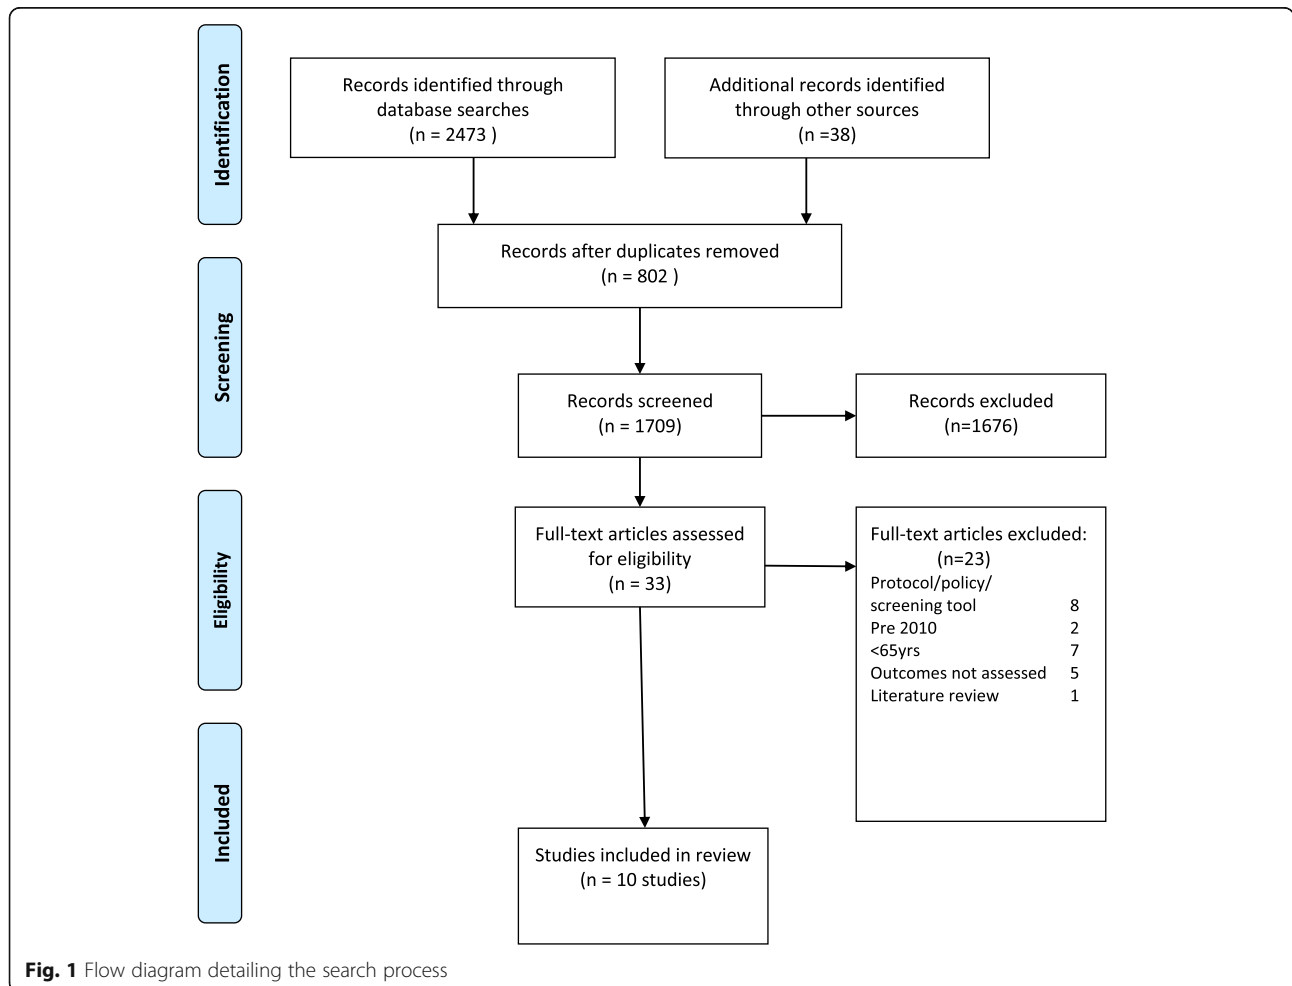 Identification
Records identified through
database searches
(n = 2473 )
Additional records identified
through other sources
(n =38)
Records after duplicates removed
(n = 802 )
Screening
Records screened
(n = 1709)
Records excluded
(n=1676)
Eligibility
Full-text articles assessed
for eligibility
(n = 33)
Full-text articles excluded:
(n=23)
Protocol/policy/
screening tool 8
Pre 2010 2
<65yrs 7
Outcomes not assessed 5
Literature review 1
Included
Studies included in review
(n = 10 studies)
Fig. 1 Flow diagram detailing the search process